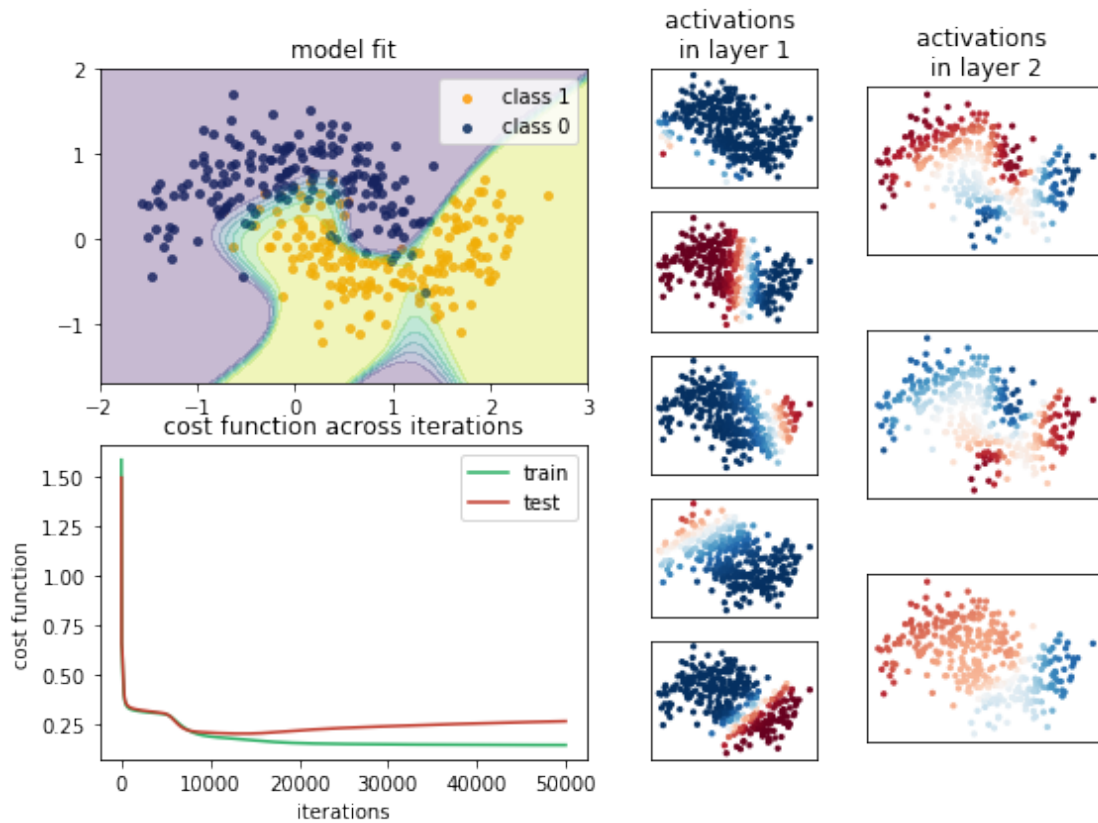 model fit
class 1
class 0
2
1
0
−1
−2
−1
0
1
2
3
cost function across iterations
train
test
cost function
1.50
1.25
1.00
0.75
0.50
0.25
0
10000
20000
30000
40000
50000
iterations
activations
in layer 1
activations
in layer 2